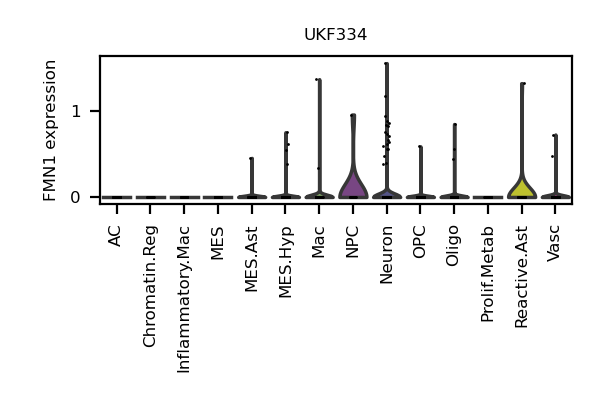 UKF334
FMN1 expression
1
0
AC
Chromatin.Reg
Inflammatory.Mac
MES
MES.Ast
MES.Hyp
Mac
NPC
Neuron
OPC
Oligo
Prolif.Metab
Reactive.Ast
Vasc